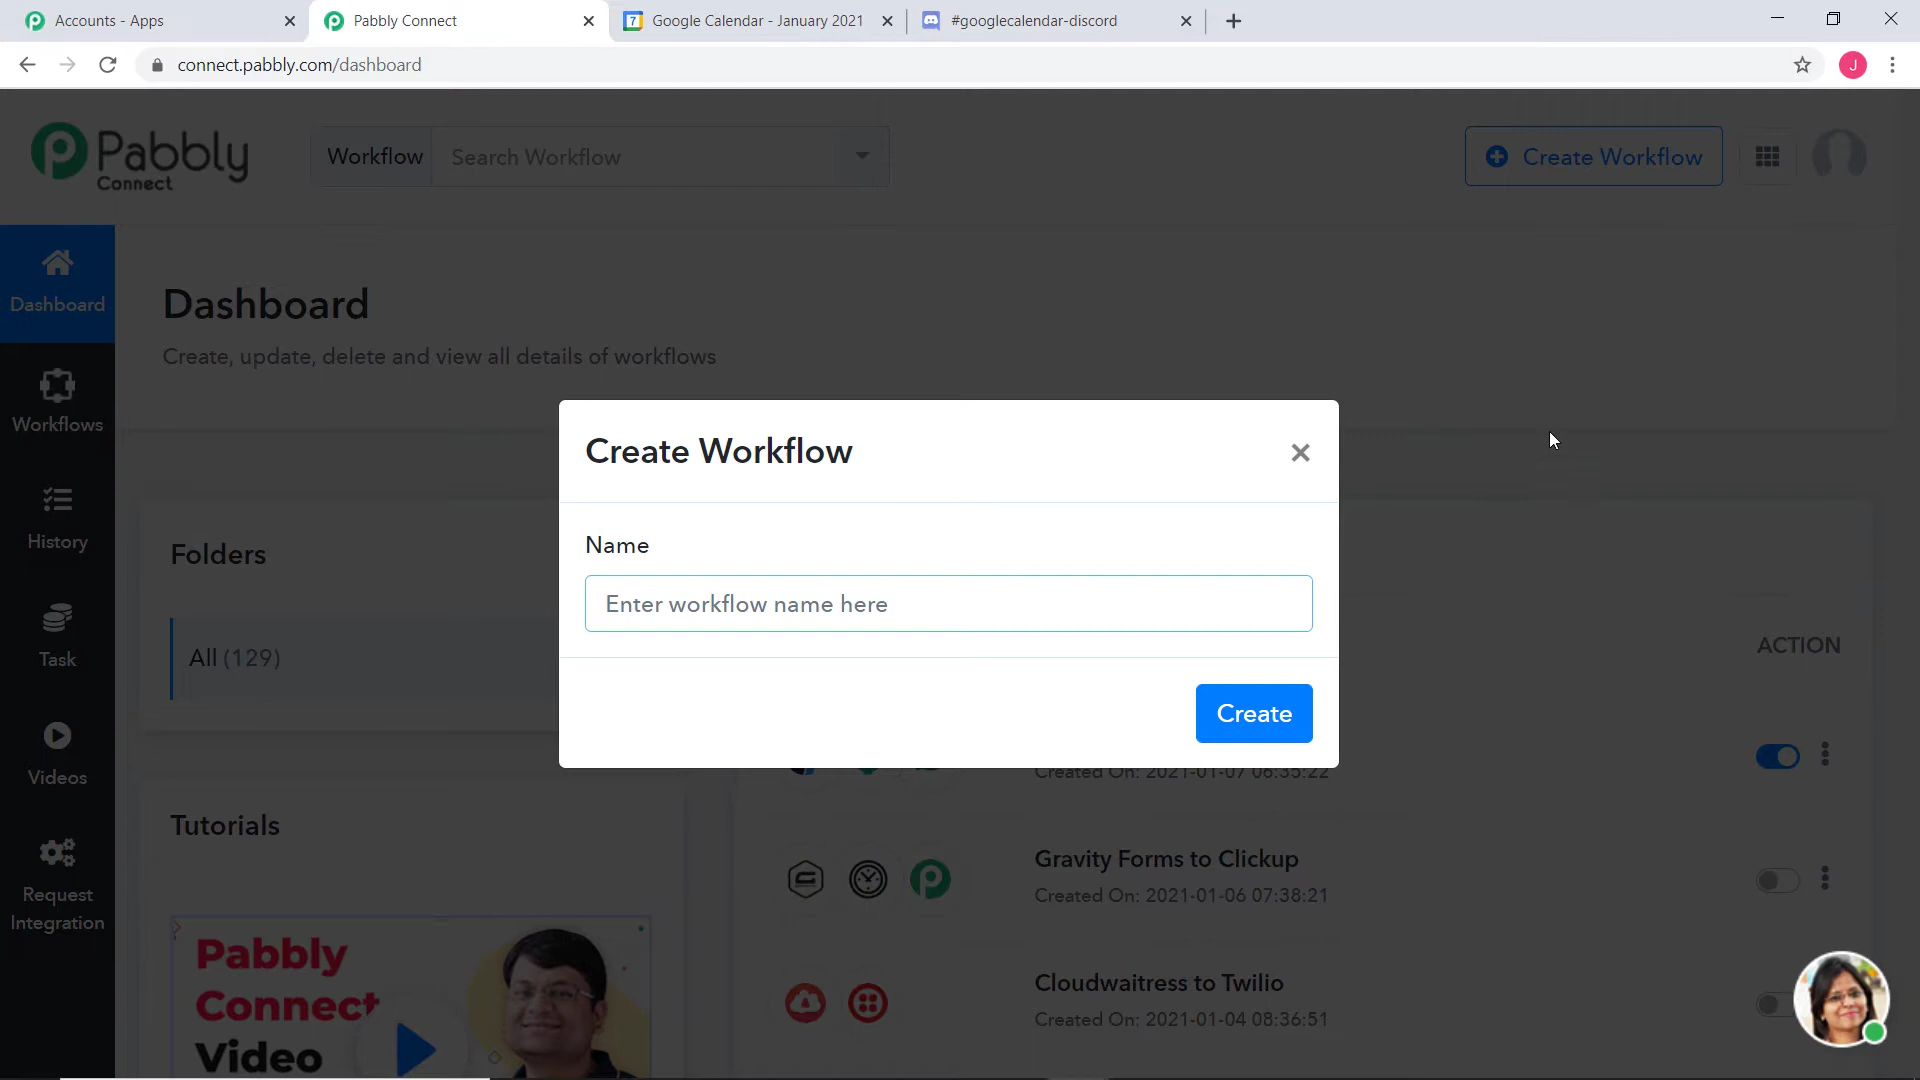 Accounts - Apps
Pabbly Connect
7
Google Calendar - January 2021
#googlecalendar-discord
connect.pabbly.com/dashboard
J
Pabbly
Connect
Workflow
Search Workflow
Create Workflow
Dashboard
Dashboard
Create, update, delete and view all details of workflows
Workflows
Create Workflow
Name
Enter workflow name here
Create
History
Folders
All (129)
ACTION
Task
Videos
Created On: 2021-01-07 06:35:22
Tutorials
Gravity Forms to Clickup
Created On: 2021-01-06 07:38:21
Request
Integration
Pabbly
Connect
Video
Cloudwaitress to Twilio
Created On: 2021-01-04 08:36:51